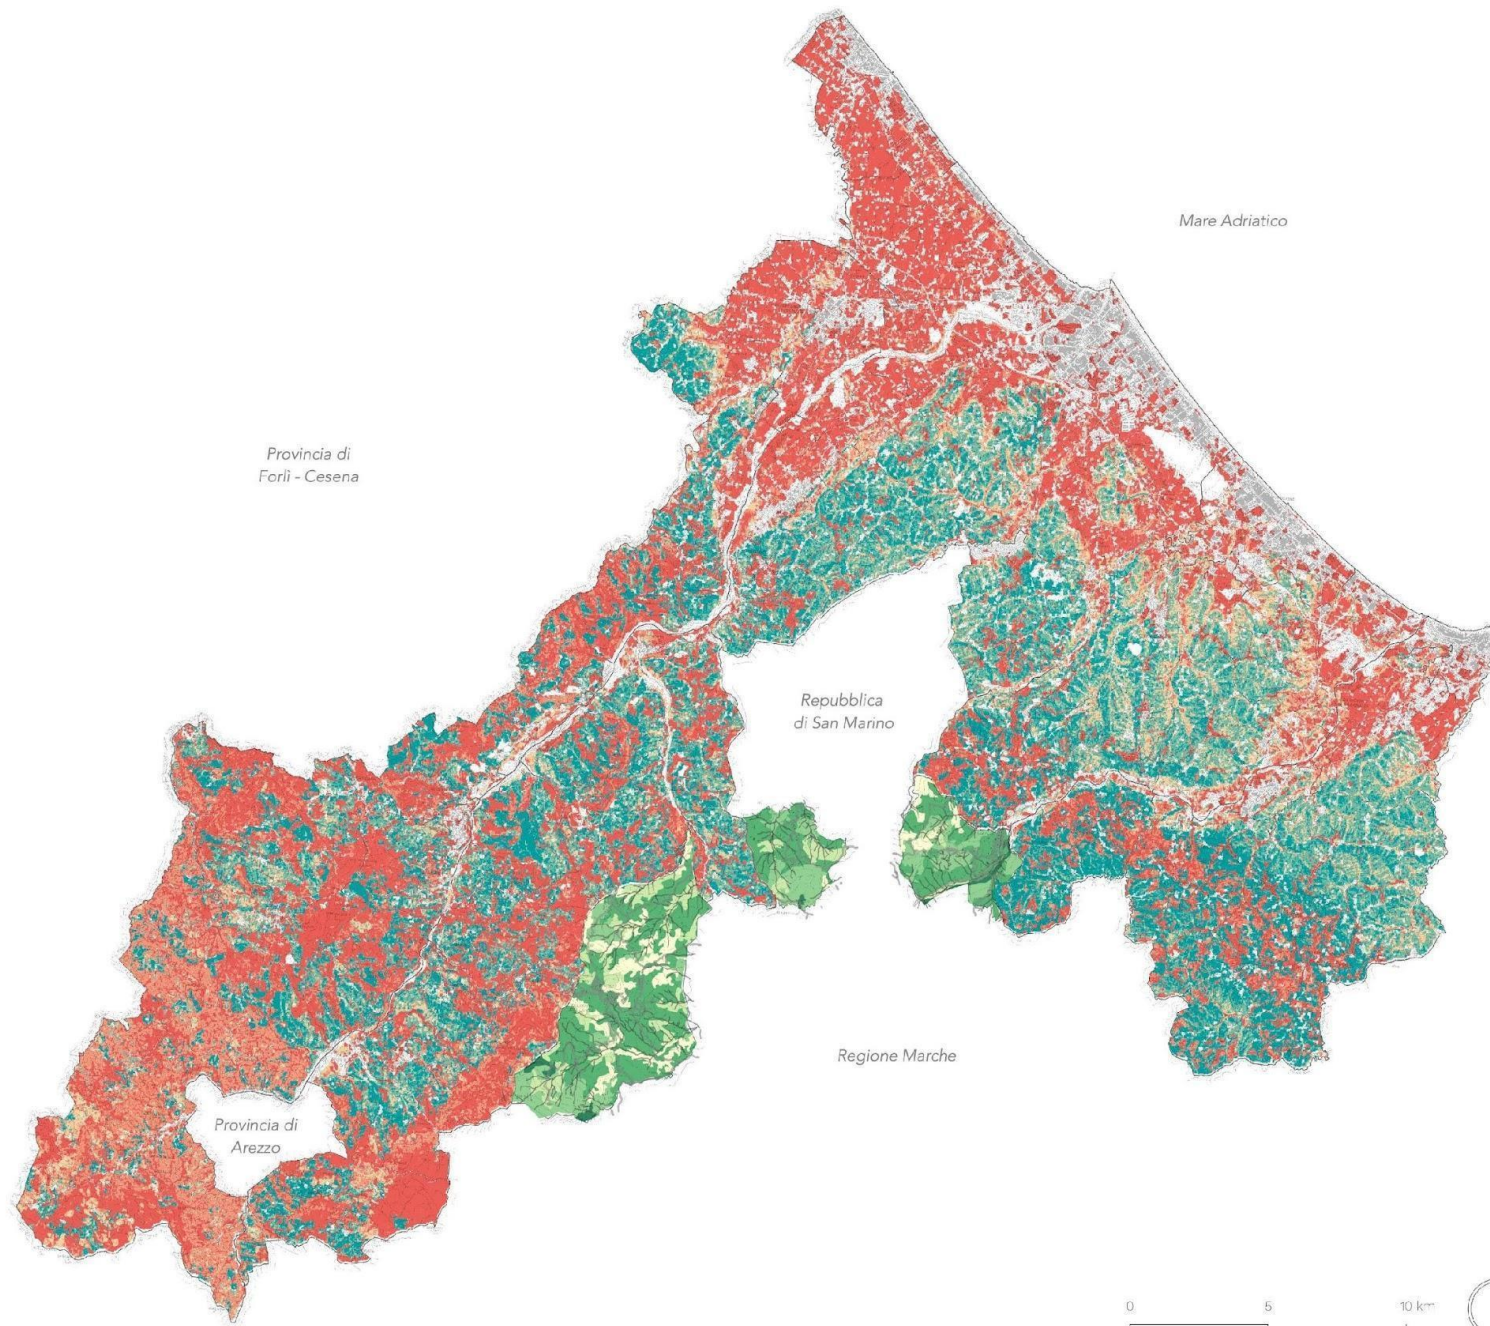 Mare Adriatico
Provincia di
Forlì - Cesena
Repubblica
di San Marino
Regione Marche
Provincia di
Arezzo
0 5 10 km